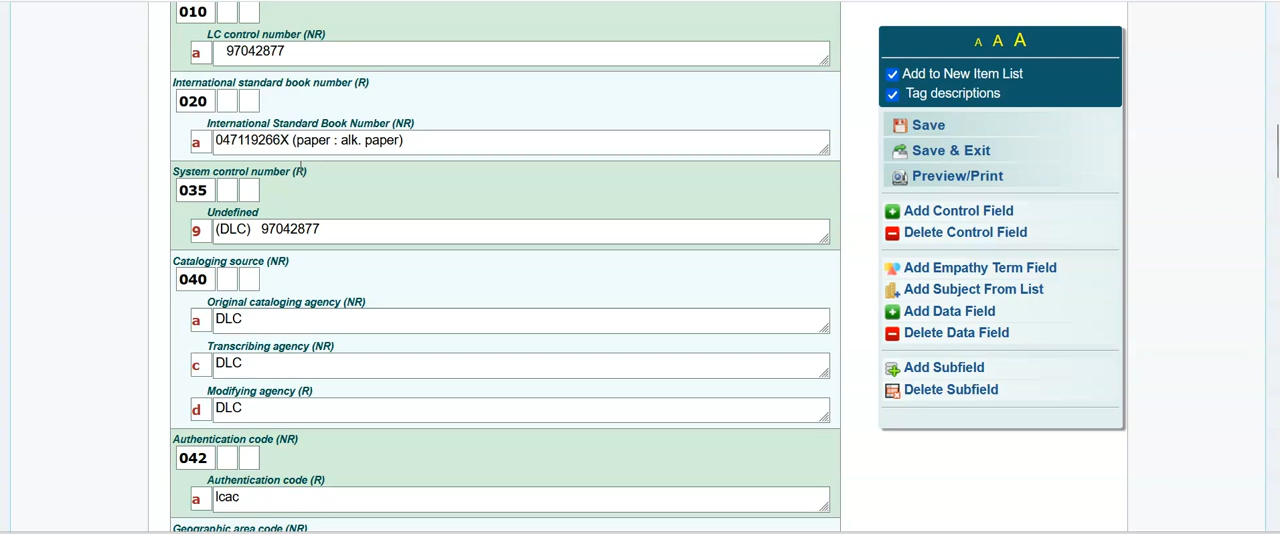 010
LC control number (NR)
a 97042877
International standard book number (R)
020
International Standard Book Number (NR)
a 047119266X (paper : alk. paper)
System control number (R)
035
Undefined
9 (DLC) 97042877
Cataloging source (NR)
040
Original cataloging agency (NR)
a DLC
Transcribing agency (NR)
c DLC
Modifying agency (R)
d DLC
Authentication code (NR)
042
Authentication code (R)
a lcac
Geographic area code (NR)
A A A
Add to New Item List
Tag descriptions
Save
Save & Exit
Preview/Print
Add Control Field
Delete Control Field
Add Empathy Term Field
Add Subject From List
Add Data Field
Delete Data Field
Add Subfield
Delete Subfield